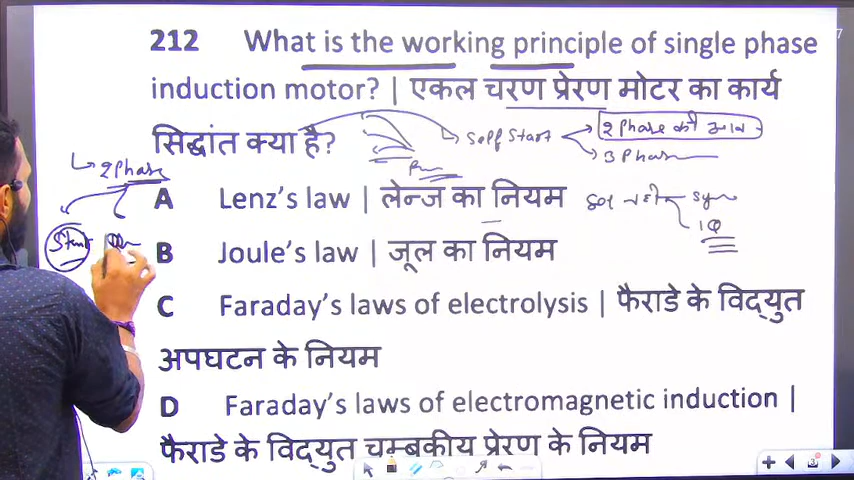 212 What is the working principle of single phase
induction motor? | एकल चरण प्रेरण मोटर का कार्य
सिद्धांत क्या है?
Self Start
2 Phase की
3 Phase
2 Phase
Run
A Lenz's law | लेन्ज का नियम
Start
1Φ
B Joule's law | जूल का नियम
C Faraday's laws of electrolysis | फैराडे के विद्युत
अपघटन के नियम
D Faraday's laws of electromagnetic induction |
फैराडे के विद्युत चम्बकीय प्रेरण के नियम